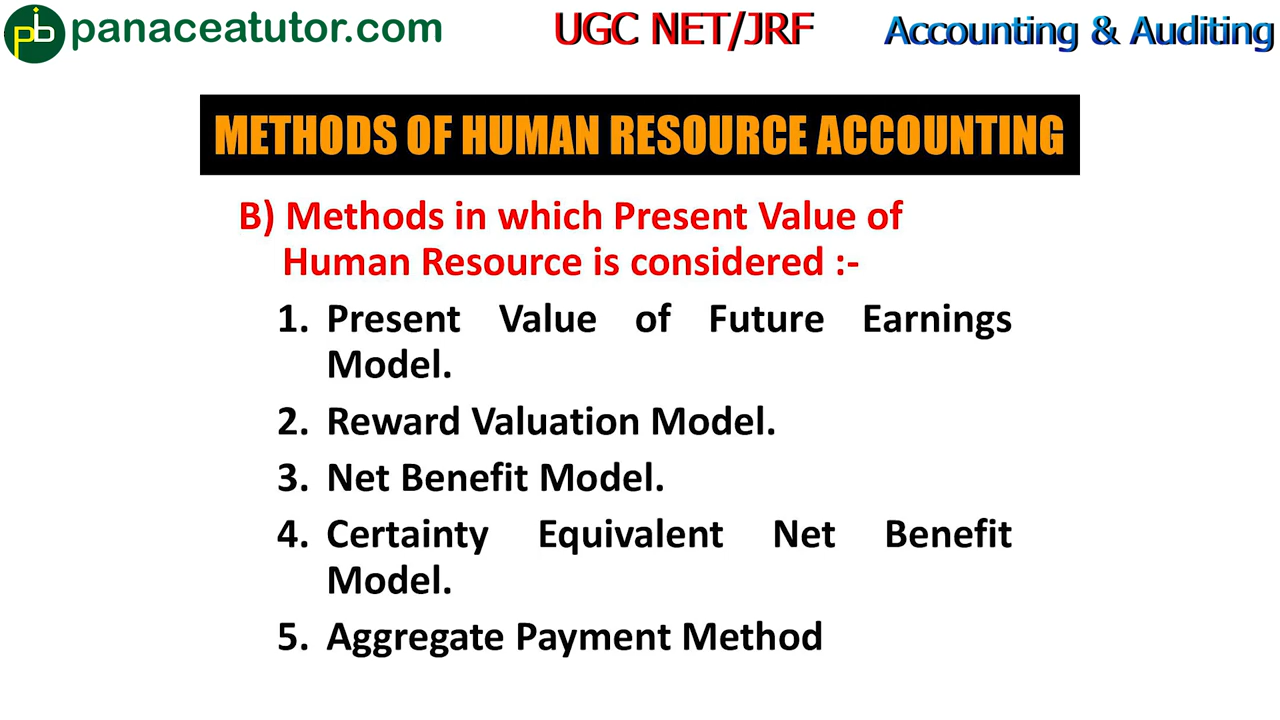 panaceatutor.com UGC NET/JRF Accounting & Auditing
METHODS OF HUMAN RESOURCE ACCOUNTING
B) Methods in which Present Value of
Human Resource is considered :-
1. Present Value of Future Earnings
Model.
2. Reward Valuation Model.
3. Net Benefit Model.
4. Certainty Equivalent Net Benefit
Model.
5. Aggregate Payment Method